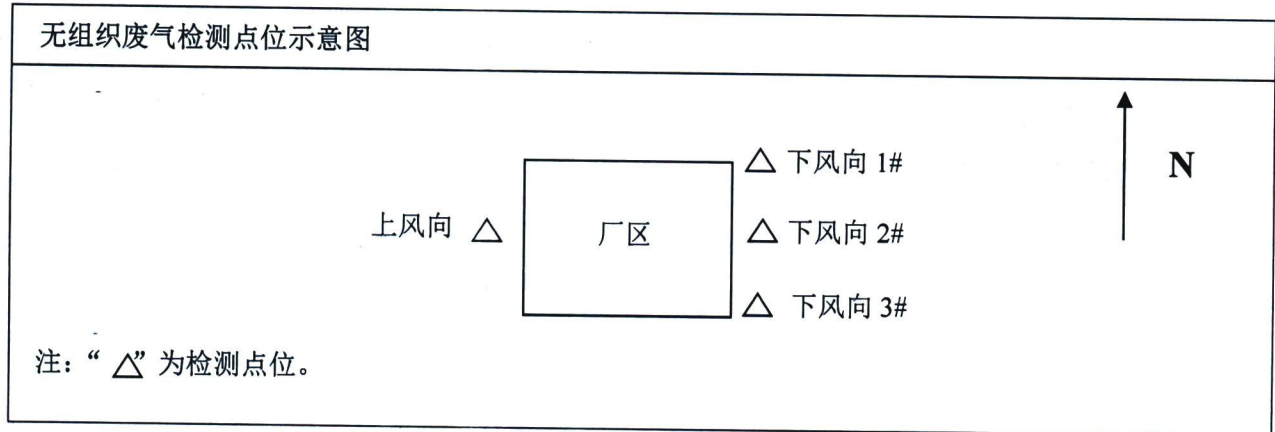 无组织废气检测点位示意图
下风向 1#
N
上风向
厂区
下风向 2#
下风向 3#
注：“△”为检测点位。